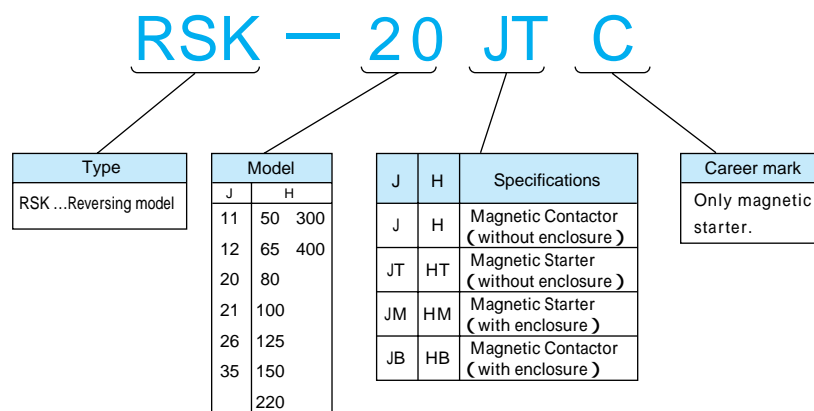 RSK — 20 JT C
Type
RSK ...Reversing model
Model
J H
11 50 300
12 65 400
20 80
21 100
26 125
35 150
220
J H Specifications
J H Magnetic Contactor
(without enclosure)
JT HT Magnetic Starter
(without enclosure)
JM HM Magnetic Starter
(with enclosure)
JB HB Magnetic Contactor
(with enclosure)
Career mark
Only magnetic
starter.